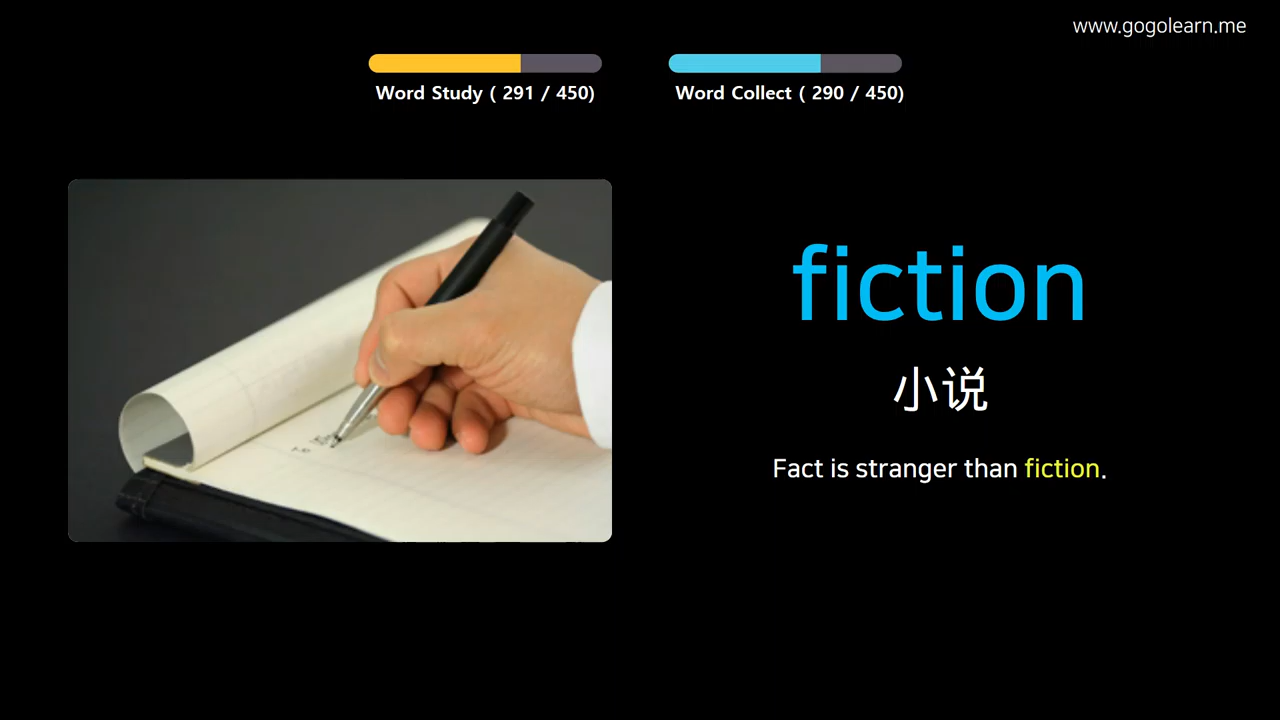 www.gogolearn.me
Word Study ( 291 / 450)
Word Collect ( 290 / 450)
fiction
小说
Fact is stranger than fiction.